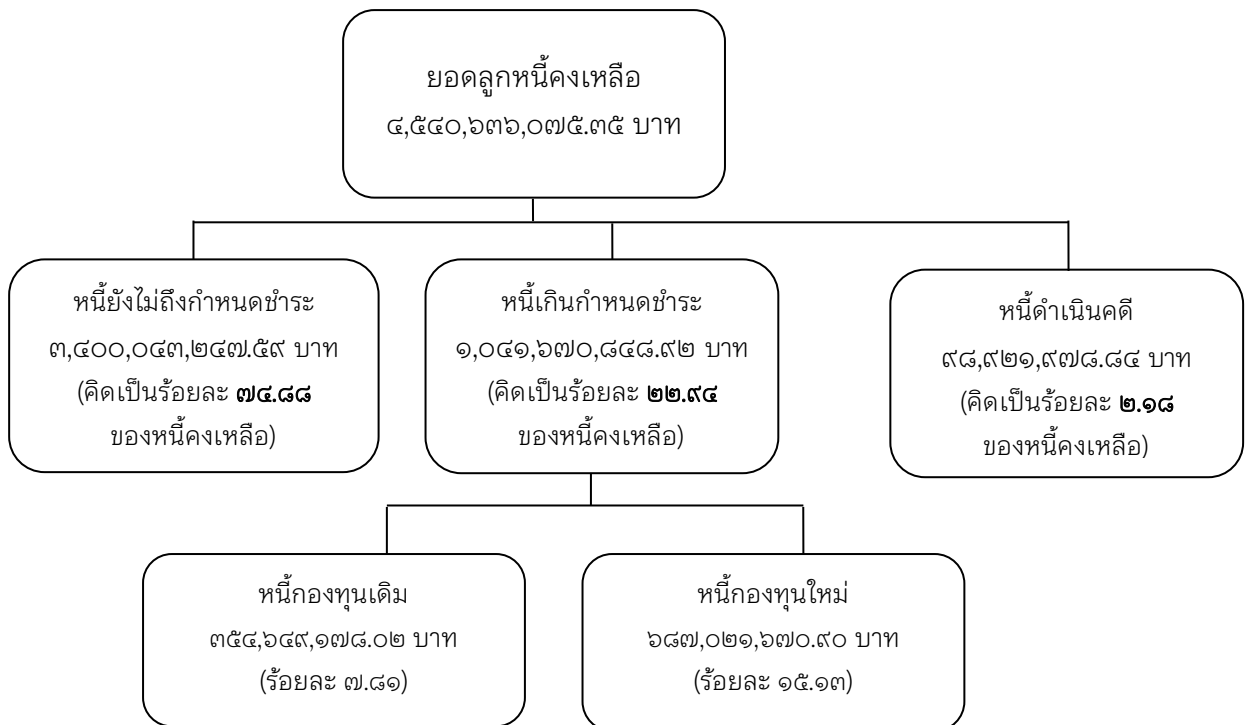 ยอดลูกหนี้คงเหลือ
๔,๕๔๐,๖๓๖,๐๗๕.๓๕ บาท
หนี้ยังไม่ถึงกำหนดชำระ
๓,๔๐๐,๐๔๓,๒๔๗.๕๙ บาท
(คิดเป็นร้อยละ ๗๔.๘๘
ของหนี้คงเหลือ)
หนี้เกินกำหนดชำระ
๑,๐๔๑,๖๗๐,๘๔๘.๙๒ บาท
(คิดเป็นร้อยละ ๒๒.๙๔
ของหนี้คงเหลือ)
หนี้ดำเนินคดี
๙๘,๙๒๑,๙๗๘.๘๔ บาท
(คิดเป็นร้อยละ ๒.๑๘
ของหนี้คงเหลือ)
หนี้กองทุนเดิม
๓๕๔,๖๔๙,๑๗๘.๐๒ บาท
(ร้อยละ ๗.๘๑)
หนี้กองทุนใหม่
๖๘๗,๐๒๑,๖๗๐.๙๐ บาท
(ร้อยละ ๑๕.๑๓)